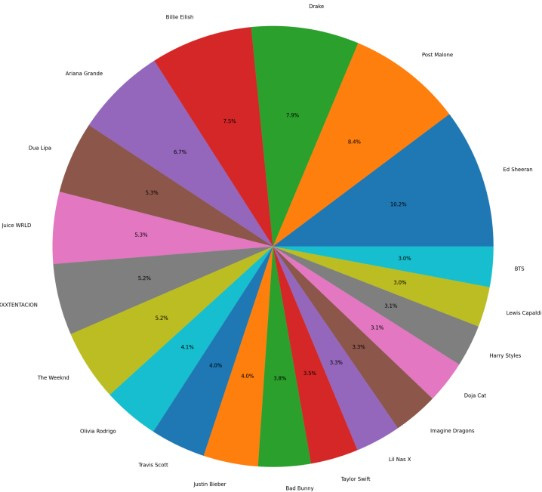 Drake
Billie Eilish
Post Malone
Ariana Grande
7.9%
7.5%
8.4%
Dua Lipa
6.7%
Ed Sheeran
5.3%
10.2%
Juice WRLD
5.3%
3.0%
BTS
5.2%
3.0%
XXXTENTACION
3.1%
Lewis Capaldi
5.2%
3.1%
4.1%
3.3%
Harry Styles
4.0%
3.3%
4.0%
3.8%
3.5%
The Weeknd
Doja Cat
Olivia Rodrigo
Imagine Dragons
Lil Nas X
Travis Scott
Taylor Swift
Justin Bieber
Bad Bunny